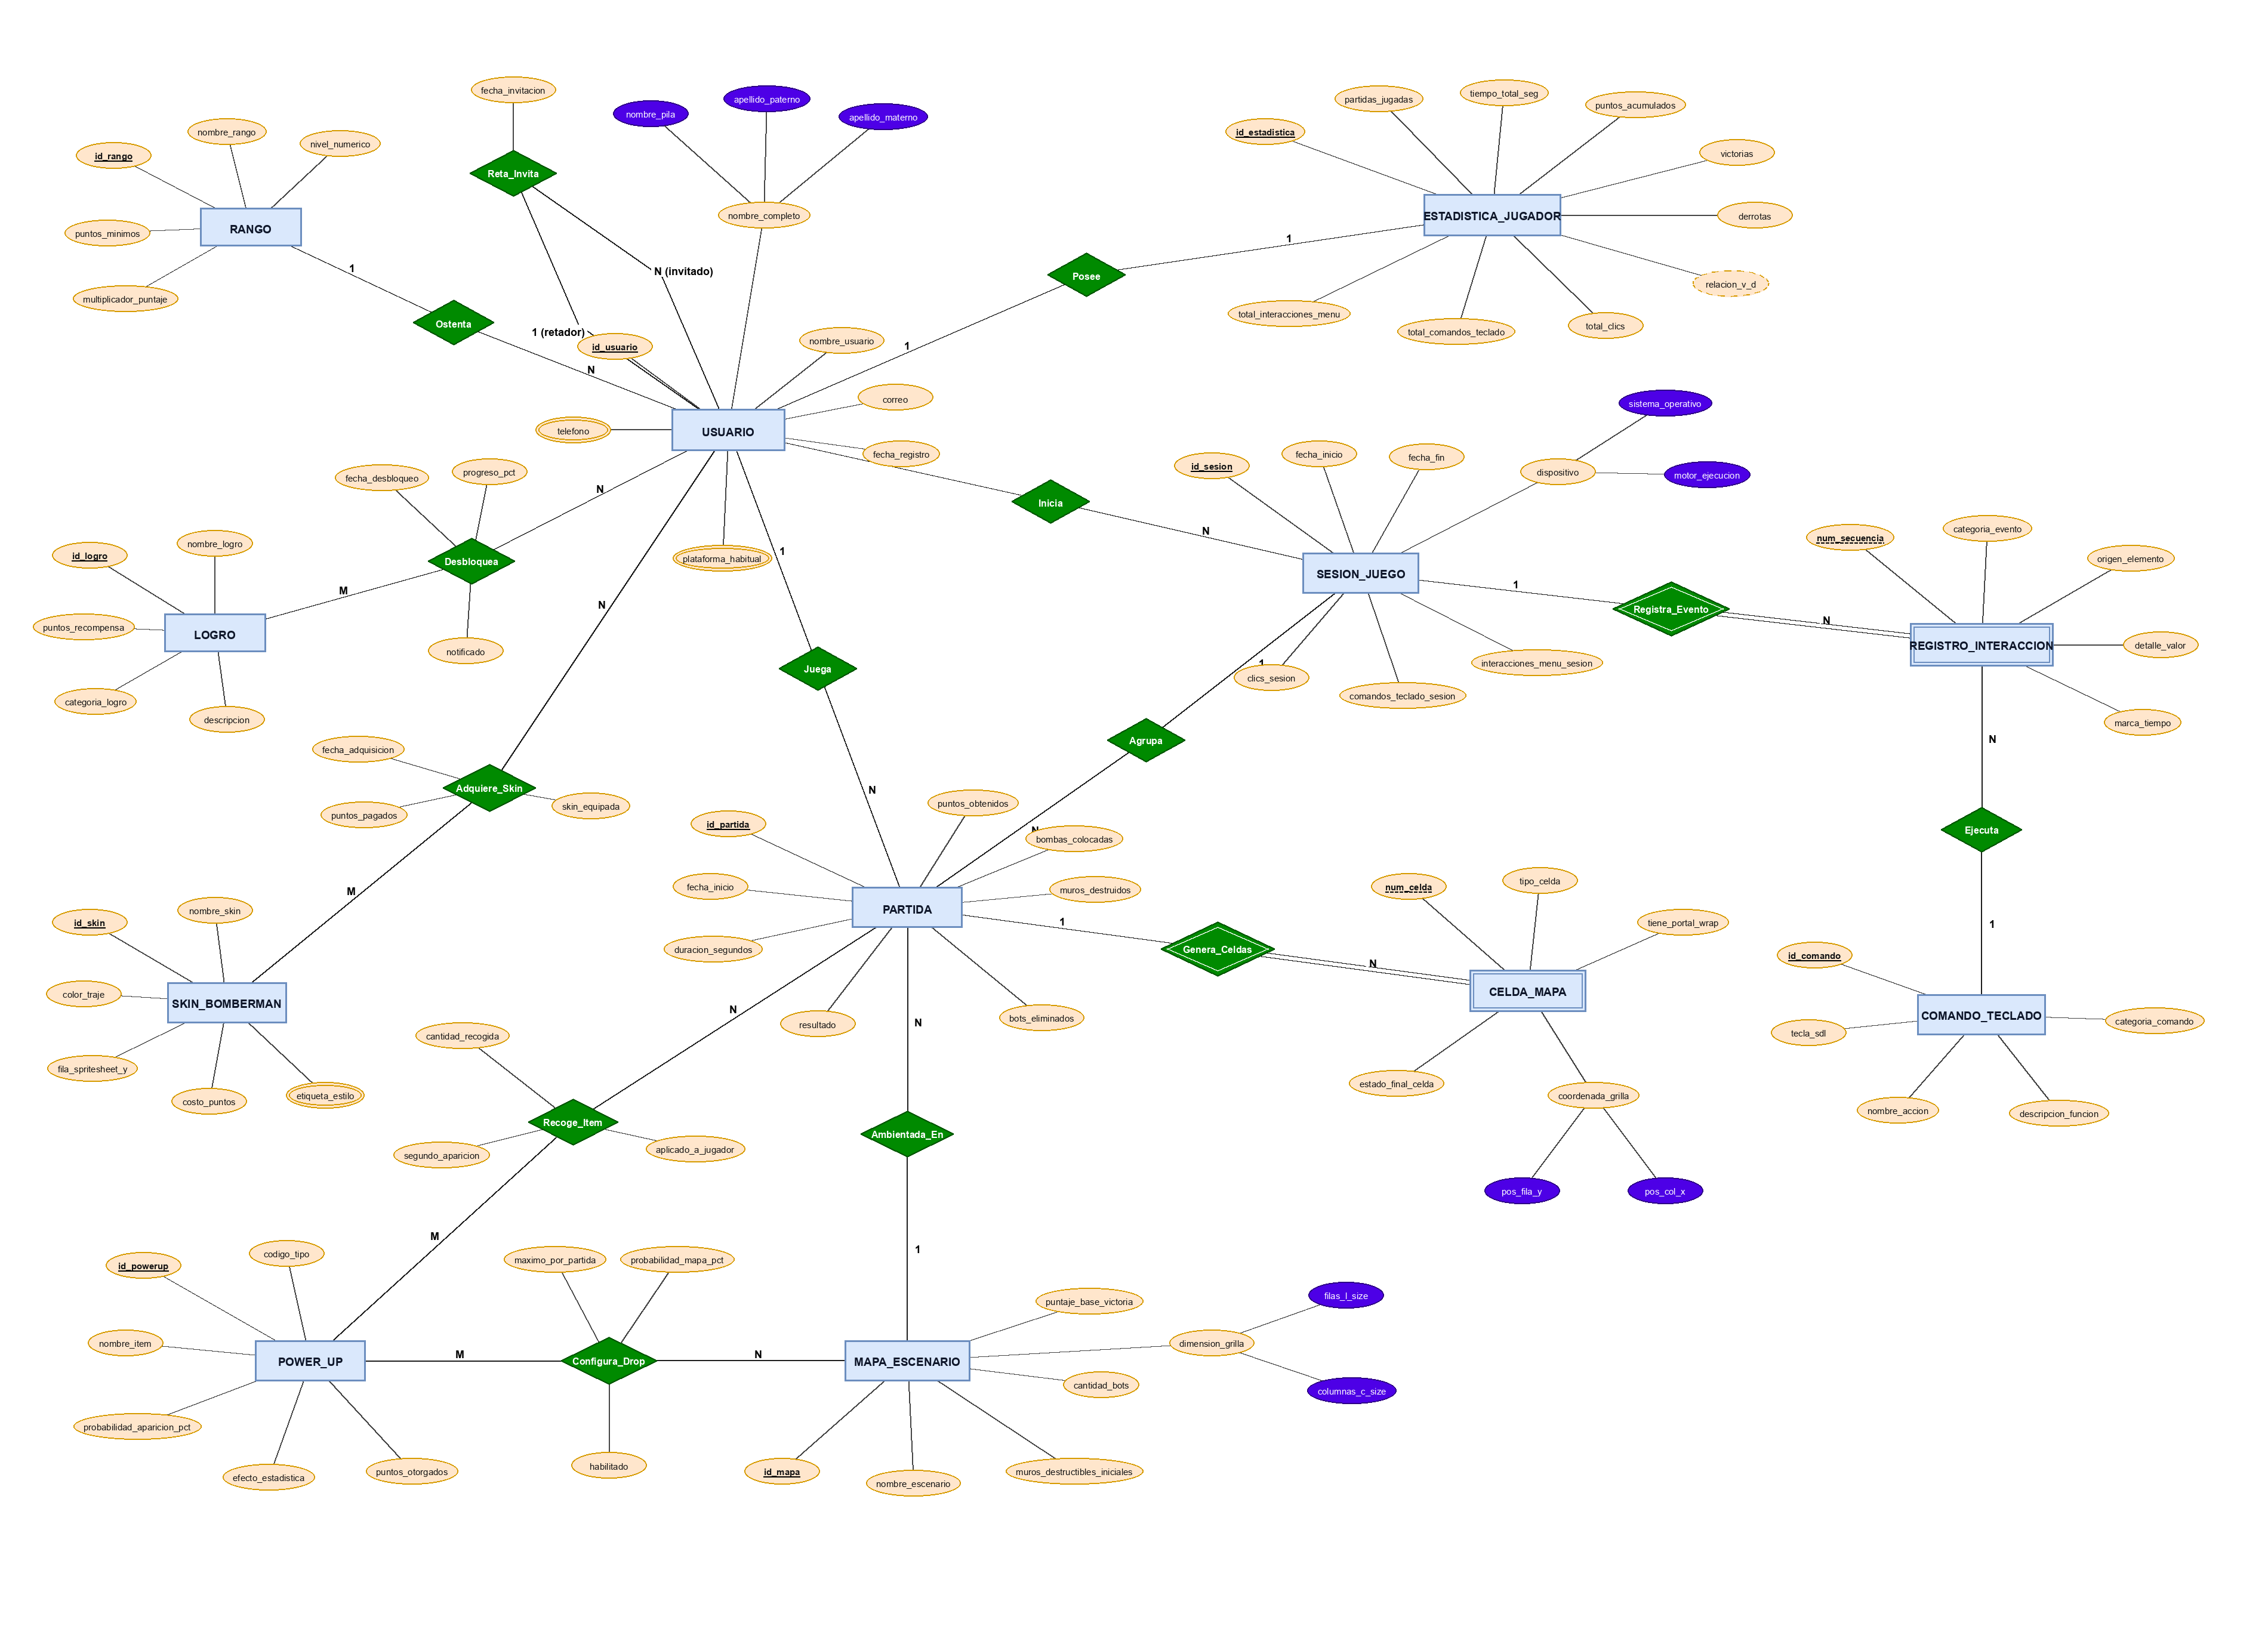 fecha_invitacion
nombre_pila
apellido_paterno
apellido_materno
partidas_jugadas
tiempo_total_seg
puntos_acumulados
id_estadistica
nombre_rango
nivel_numerico
id_rango
Reta_Invita
victorias
nombre_completo
ESTADISTICA_JUGADOR
derrotas
RANGO
puntos_minimos
1
1
N (invitado)
Posee
relacion_v_d
multiplicador_puntaje
total_interacciones_menu
Ostenta
1 (retador)
total_comandos_teclado
total_clics
id_usuario
nombre_usuario
1
N
correo
sistema_operativo
telefono
USUARIO
fecha_registro
id_sesion
fecha_inicio
fecha_fin
dispositivo
motor_ejecucion
fecha_desbloqueo
progreso_pct
N
Inicia
N
num_secuencia
categoria_evento
origen_elemento
id_logro
nombre_logro
Desbloquea
plataforma_habitual
1
SESION_JUEGO
1
Registra_Evento
N
M
N
puntos_recompensa
LOGRO
notificado
Juega
1
clics_sesion
comandos_teclado_sesion
interacciones_menu_sesion
REGISTRO_INTERACCION
detalle_valor
marca_tiempo
categoria_logro
descripcion
fecha_adquisicion
Agrupa
N
Adquiere_Skin
puntos_pagados
skin_equipada
N
id_partida
puntos_obtenidos
N
bombas_colocadas
Ejecuta
M
fecha_inicio
muros_destruidos
num_celda
tipo_celda
id_skin
nombre_skin
PARTIDA
1
tiene_portal_wrap
1
duracion_segundos
Genera_Celdas
N
id_comando
color_traje
SKIN_BOMBERMAN
N
resultado
N
bots_eliminados
CELDA_MAPA
COMANDO_TECLADO
categoria_comando
tecla_sdl
cantidad_recogida
fila_spritesheet_y
costo_puntos
etiqueta_estilo
estado_final_celda
coordenada_grilla
nombre_accion
descripcion_funcion
Recoge_Item
Ambientada_En
segundo_aparicion
aplicado_a_jugador
pos_fila_y
pos_col_x
M
1
id_powerup
codigo_tipo
maximo_por_partida
probabilidad_mapa_pct
puntaje_base_victoria
filas_l_size
nombre_item
POWER_UP
M
Configura_Drop
N
MAPA_ESCENARIO
dimension_grilla
cantidad_bots
columnas_c_size
probabilidad_aparicion_pct
efecto_estadistica
puntos_otorgados
habilitado
id_mapa
nombre_escenario
muros_destructibles_iniciales